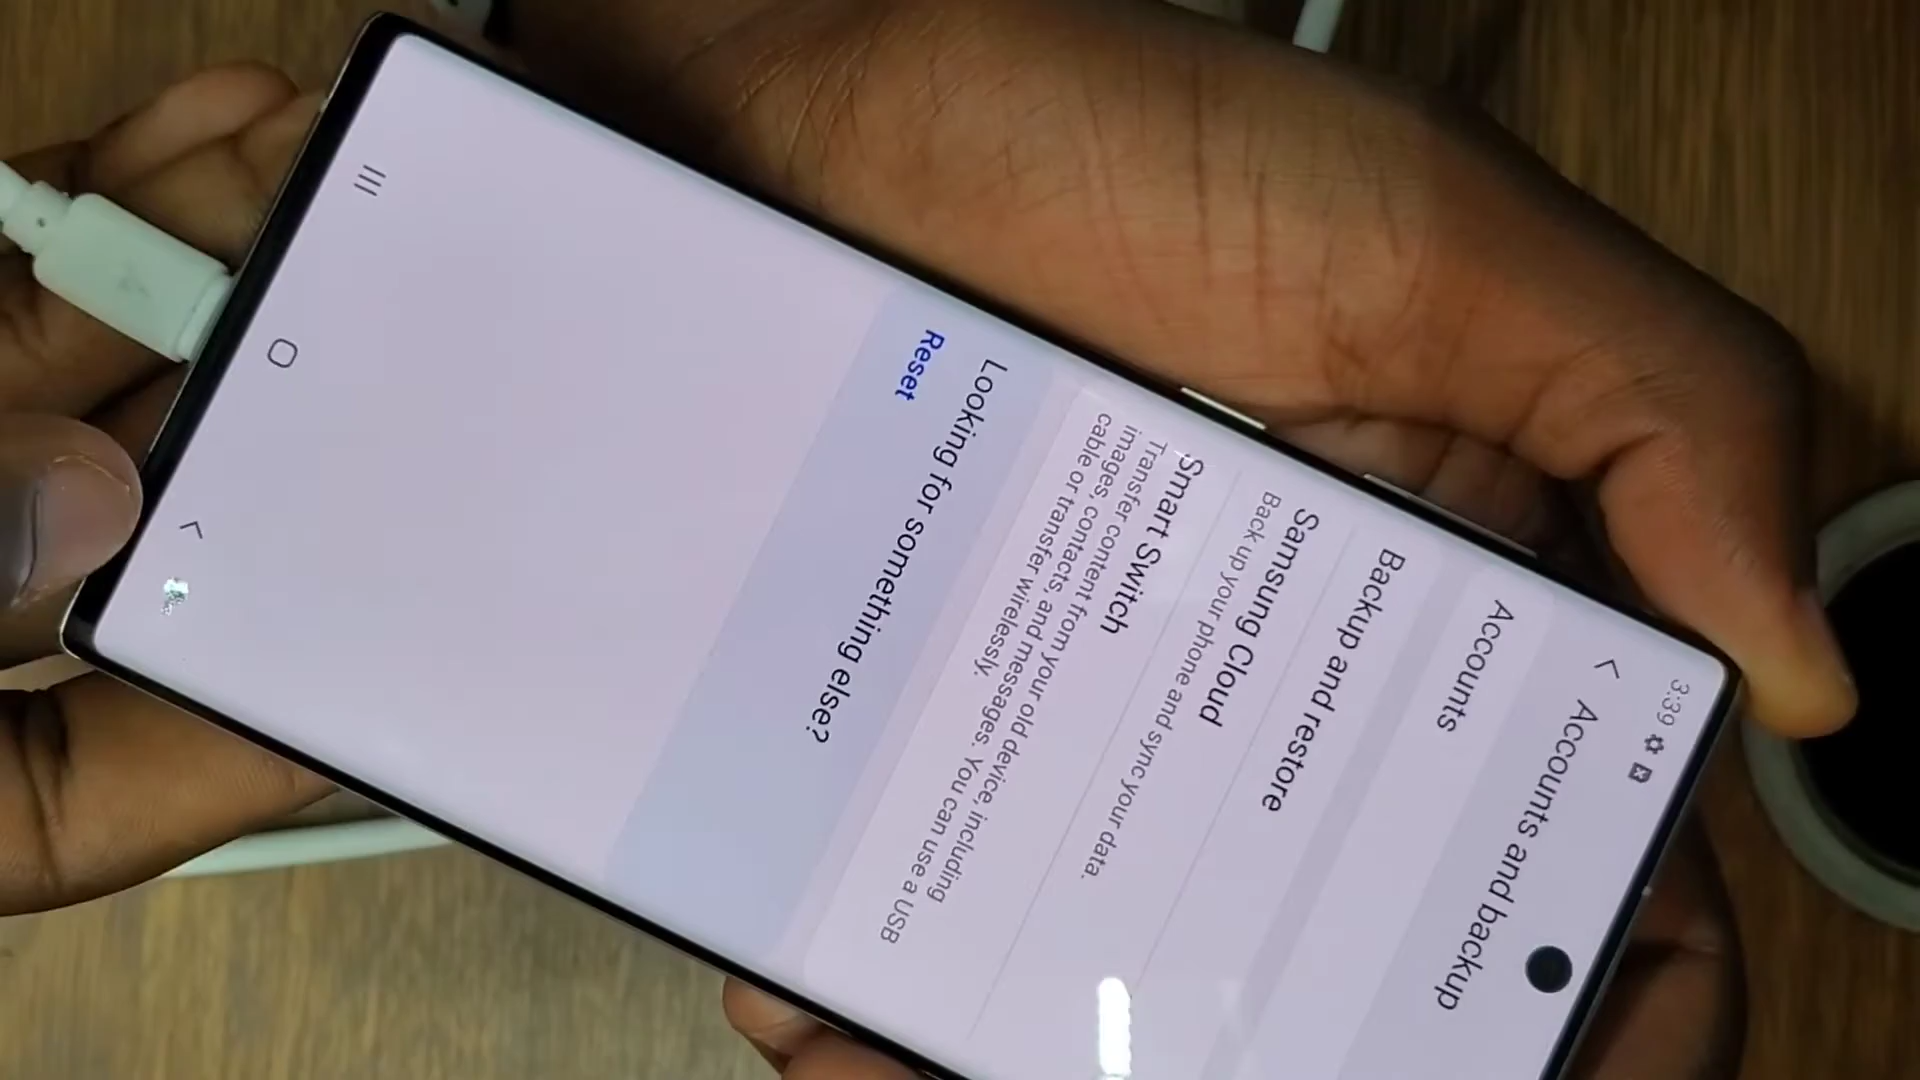 3:39
Accounts and backup
Accounts
Backup and restore
Samsung Cloud
Back up your phone and sync your data.
Smart Switch
Transfer content from your old device, including
images, contacts, and messages. You can use a USB
cable or transfer wirelessly.
Looking for something else?
Reset